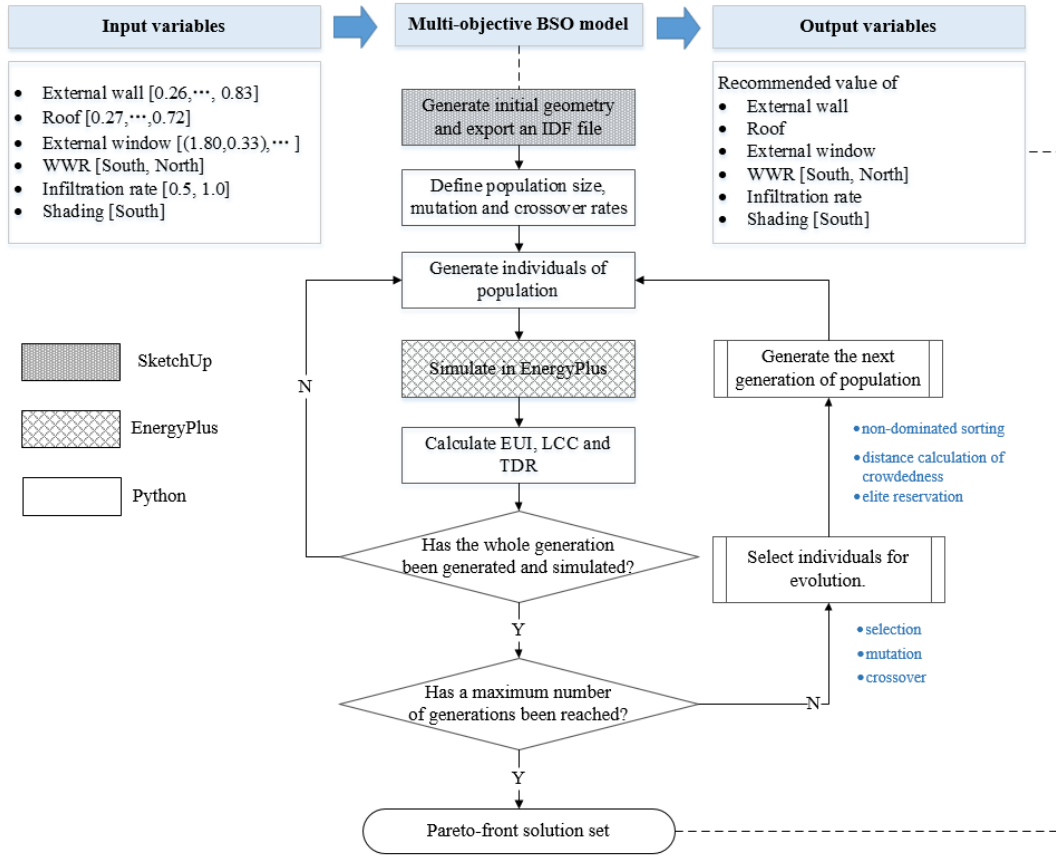 Input variables
Multi-objective BSO model
Output variables
• External wall [0.26,⋯, 0.83]
• Roof [0.27,⋯,0.72]
• External window [(1.80,0.33),⋯ ]
• WWR [South, North]
• Infiltration rate [0.5, 1.0]
• Shading [South]
Generate initial geometry
and export an IDF file
Recommended value of
• External wall
• Roof
• External window
• WWR [South, North]
• Infiltration rate
• Shading [South]
Define population size,
mutation and crossover rates
Generate individuals of
population
SketchUp
EnergyPlus
Python
N
Simulate in EnergyPlus
Generate the next
generation of population
Calculate EUI, LCC and
TDR
• non-dominated sorting
• distance calculation of
crowdedness
• elite reservation
Has the whole generation
been generated and simulated?
Select individuals for
evolution.
Y
• selection
• mutation
• crossover
Has a maximum number
of generations been reached?
N
Y
Pareto-front solution set